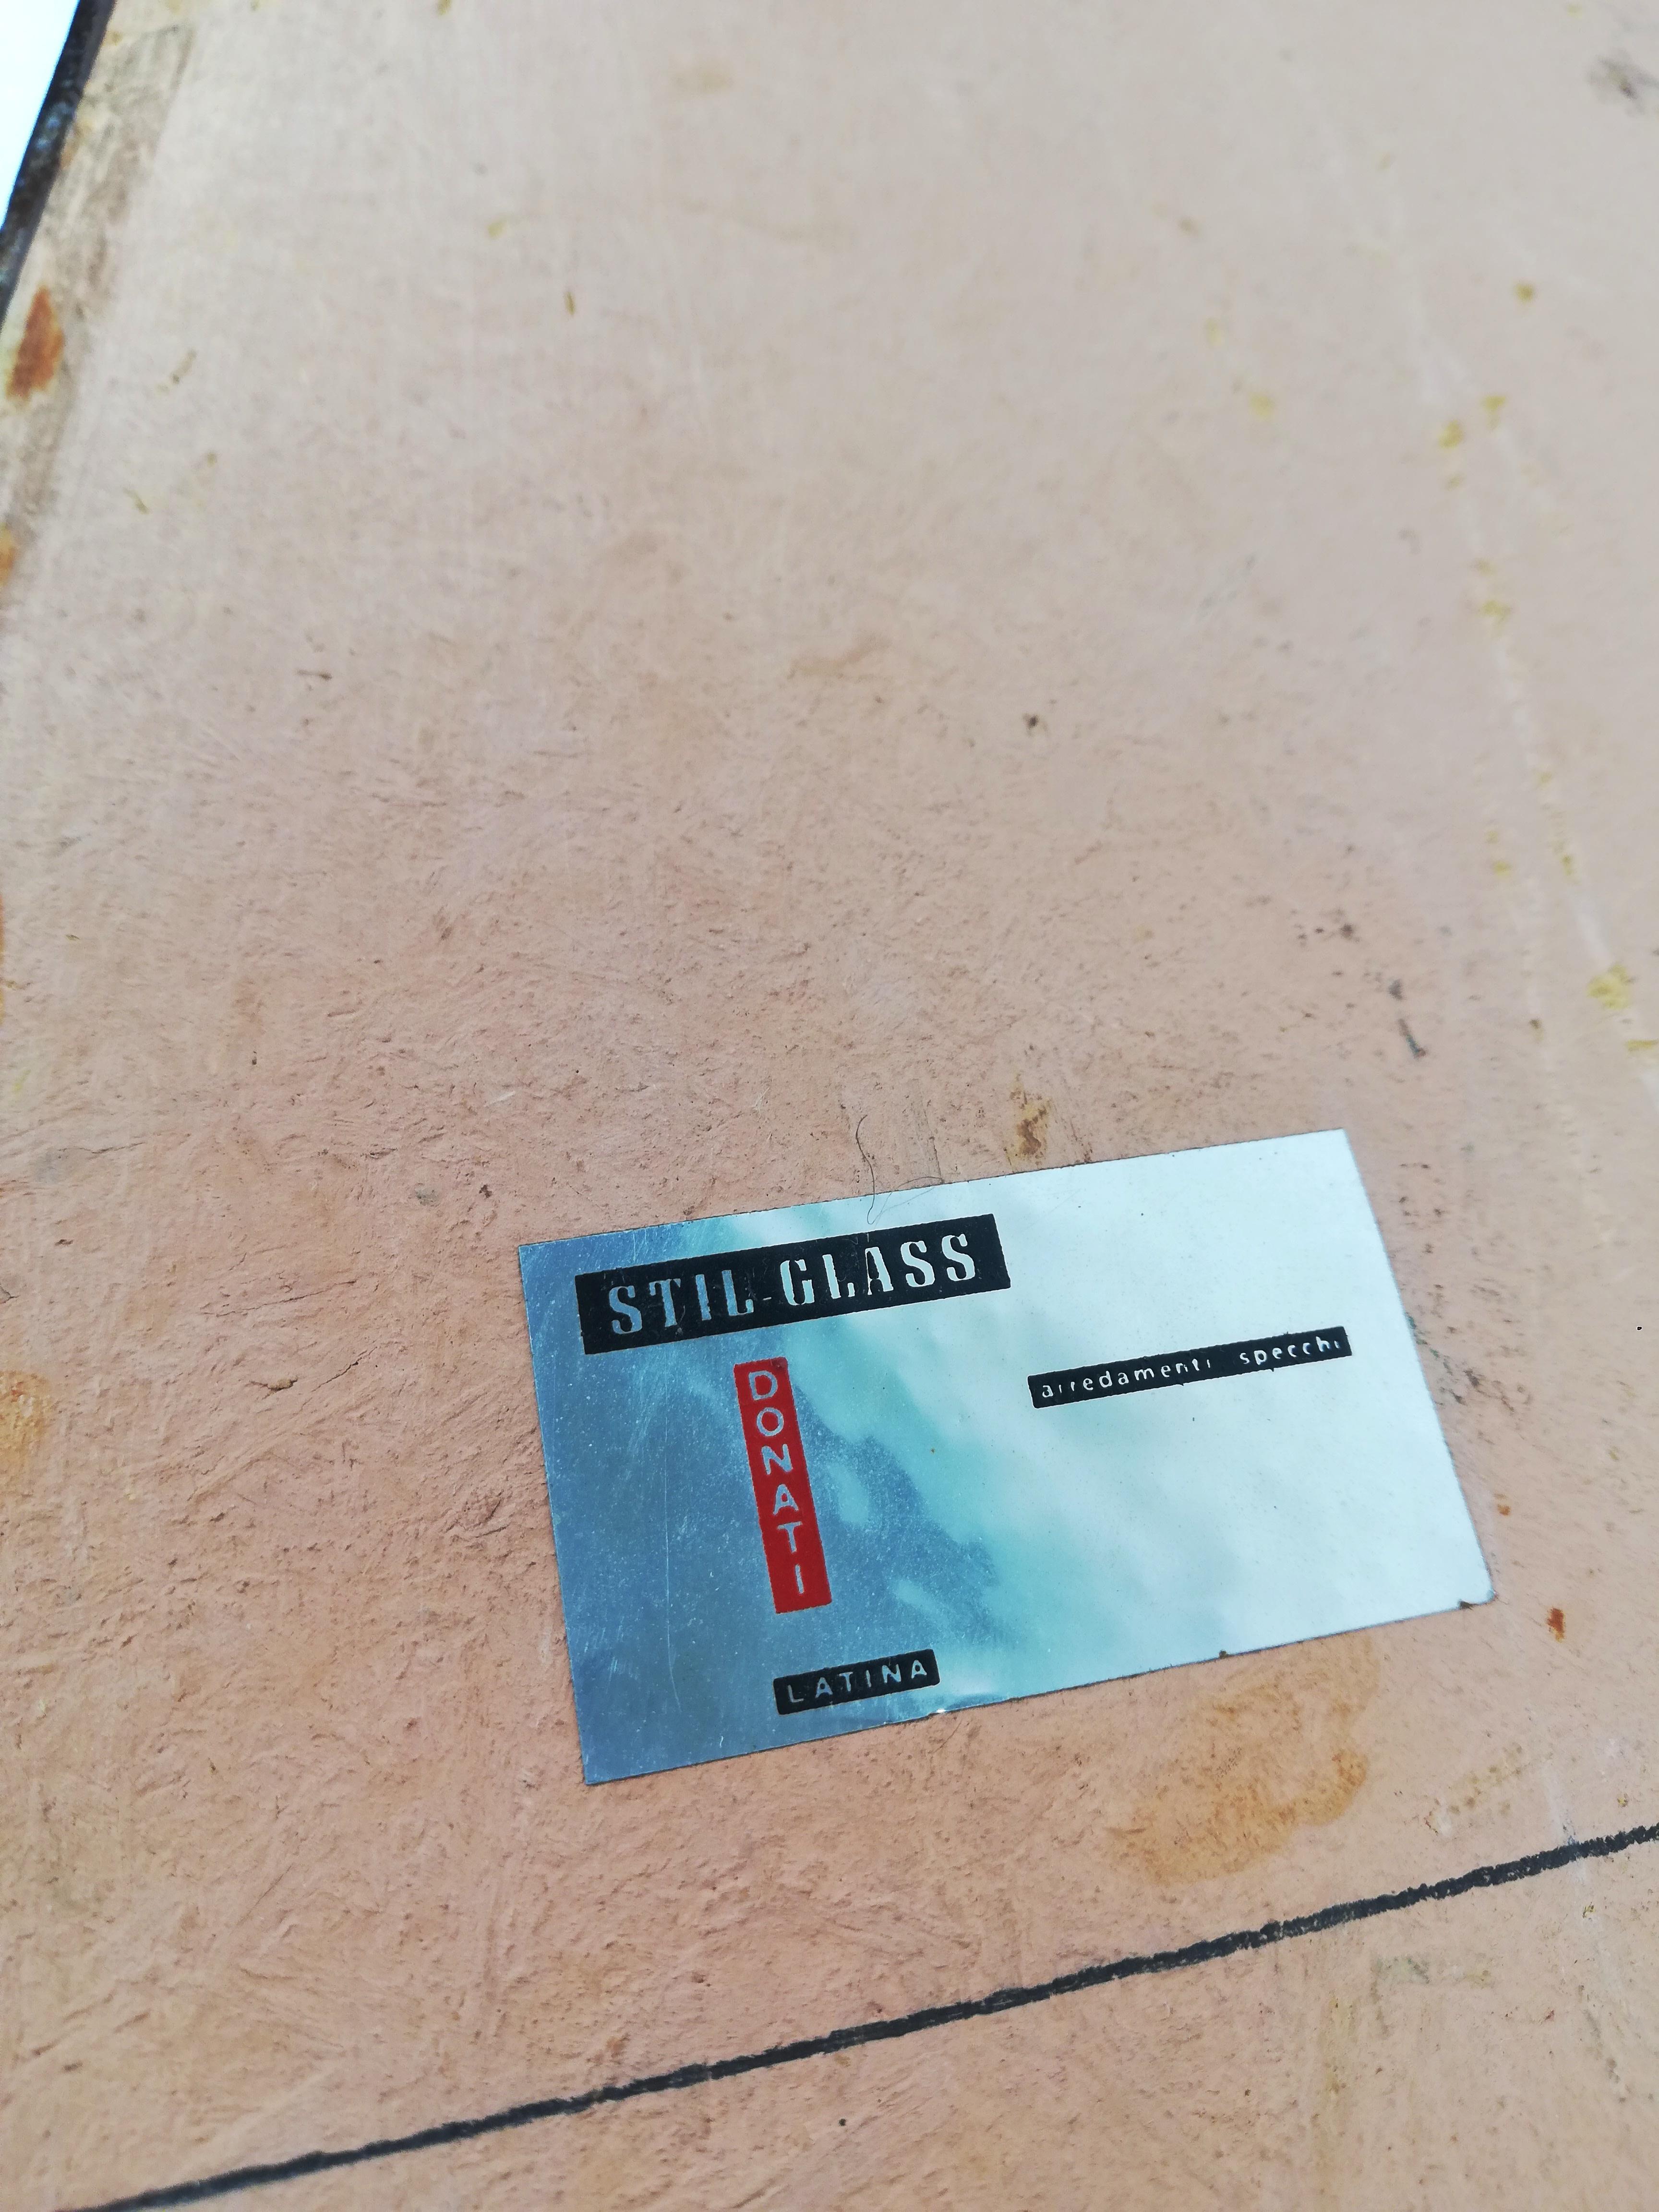 STIL-GLASS
DONATI
arredamenti specchi
LATINA